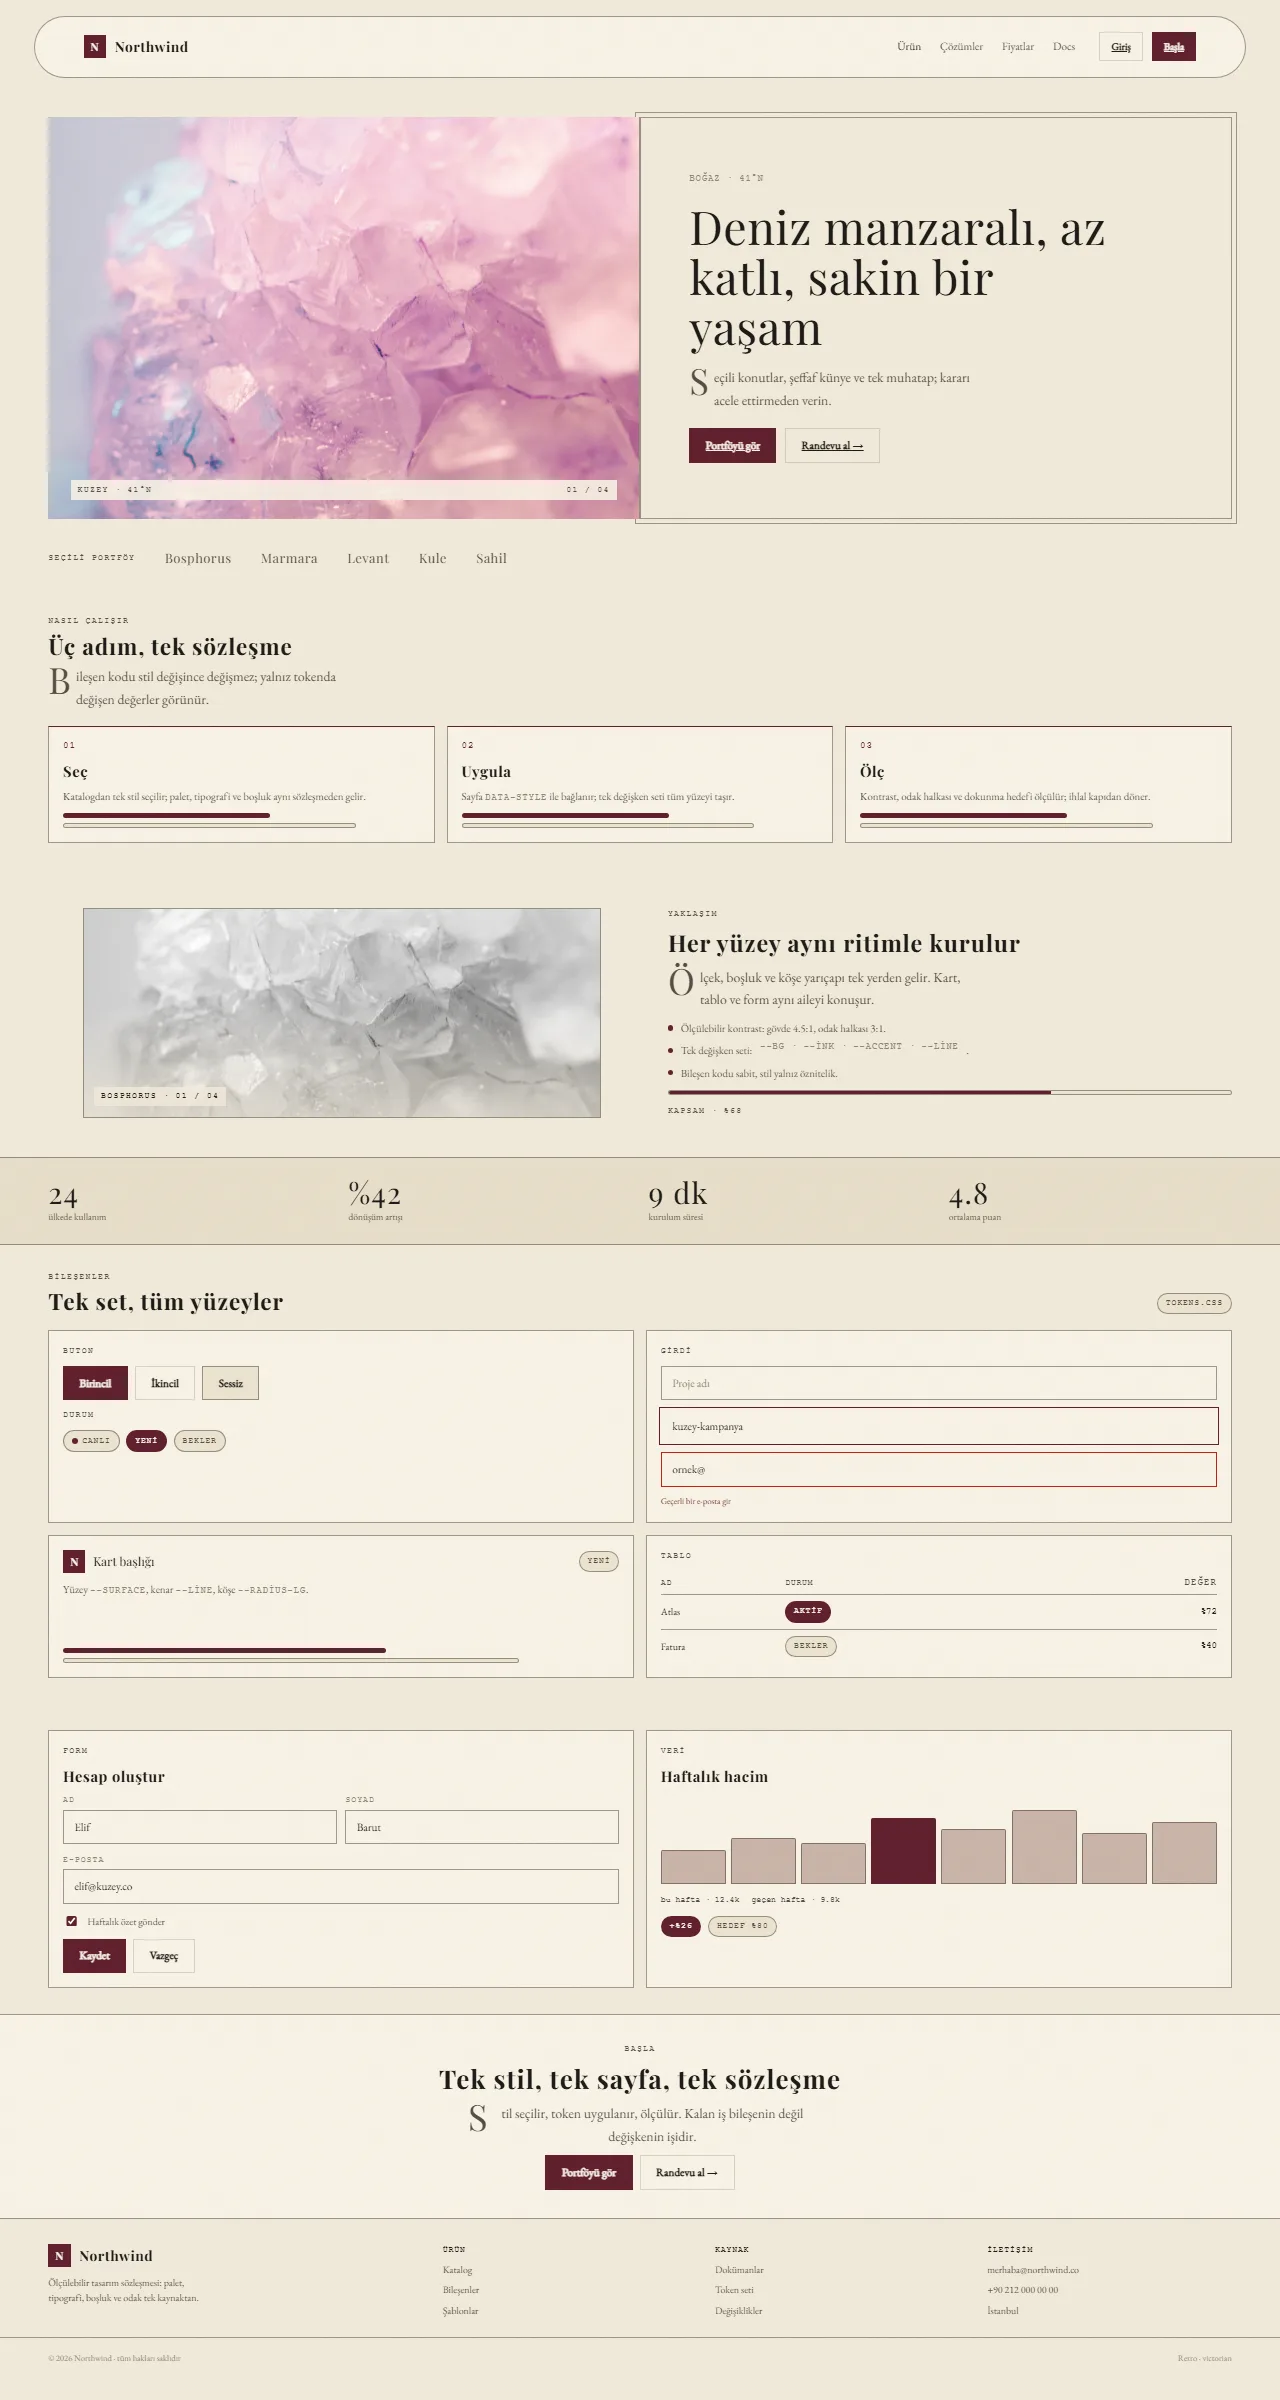 N Northwind
Ürün Çözümler Fiyatlar Docs Giriş Başla
BOĞAZ · 41°N
Deniz manzaralı, az
katlı, sakin bir
yaşam
Seçili konutlar, şeffaf künye ve tek muhatap; kararı
acele ettirmeden verin.
Portföyü gör Randevu al →
KUZEY · 41°N 01 / 04
SEÇİLİ PORTFÖY Bosphorus Marmara Levant Kule Sahil
NASIL ÇALIŞIR
Üç adım, tek sözleşme
Bileşen kodu stil değişince değişmez; yalnız tokenda
değişen değerler görünür.
01
Seç
Katalogdan tek stil seçilir; palet, tipografi ve boşluk aynı sözleşmeden gelir.
02
Uygula
Sayfa DATA-STYLE ile bağlanır; tek değişken seti tüm yüzeyi taşır.
03
Ölç
Kontrast, odak halkası ve dokunma hedefi ölçülür; ihlal kapıdan döner.
BOSPHORUS · 01 / 04
YAKLAŞIM
Her yüzey aynı ritimle kurulur
Ölçek, boşluk ve köşe yarıçapı tek yerden gelir. Kart,
tablo ve form aynı aileyi konuşur.
Ölçülebilir kontrast: gövde 4.5:1, odak halkası 3:1.
Tek değişken seti: --BG · --İNK · --ACCENT · --LİNE .
Bileşen kodu sabit, stil yalnız öznitelik.
KAPSAM · %68
24 %42 9 dk 4.8
ülkede kullanım dönüşüm artışı kurulum süresi ortalama puan
BİLEŞENLER
Tek set, tüm yüzeyler
TOKENS.CSS
BUTON
Birincil İkincil Sessiz
DURUM
CANLI YENİ BEKLER
GİRDİ
Proje adı
kuzey-kampanya
ornek@
Geçerli bir e-posta gir
N Kart başlığı YENİ
Yüzey --SURFACE, kenar --LİNE, köşe --RADİUS-LG.
TABLO
AD DURUM DEĞER
Atlas AKTİF %72
Fatura BEKLER %40
FORM
Hesap oluştur
AD SOYAD
Elif Barut
E-POSTA
elif@kuzey.co
Haftalık özet gönder
Kaydet Vazgeç
VERİ
Haftalık hacim
bu hafta · 12.4k geçen hafta · 9.8k
+%26 HEDEF %80
BAŞLA
Tek stil, tek sayfa, tek sözleşme
Stil seçilir, token uygulanır, ölçülür. Kalan iş bileşenin değil
değişkenin işidir.
Portföyü gör Randevu al →
N Northwind
Ölçülebilir tasarım sözleşmesi: palet,
tipografi, boşluk ve odak tek kaynaktan.
ÜRÜN
Katalog
Bileşenler
Şablonlar
KAYNAK
Dokümanlar
Token seti
Değişiklikler
İLETİŞİM
merhaba@northwind.co
+90 212 000 00 00
İstanbul
© 2026 Northwind · tüm hakları saklıdır
Retro · victorian